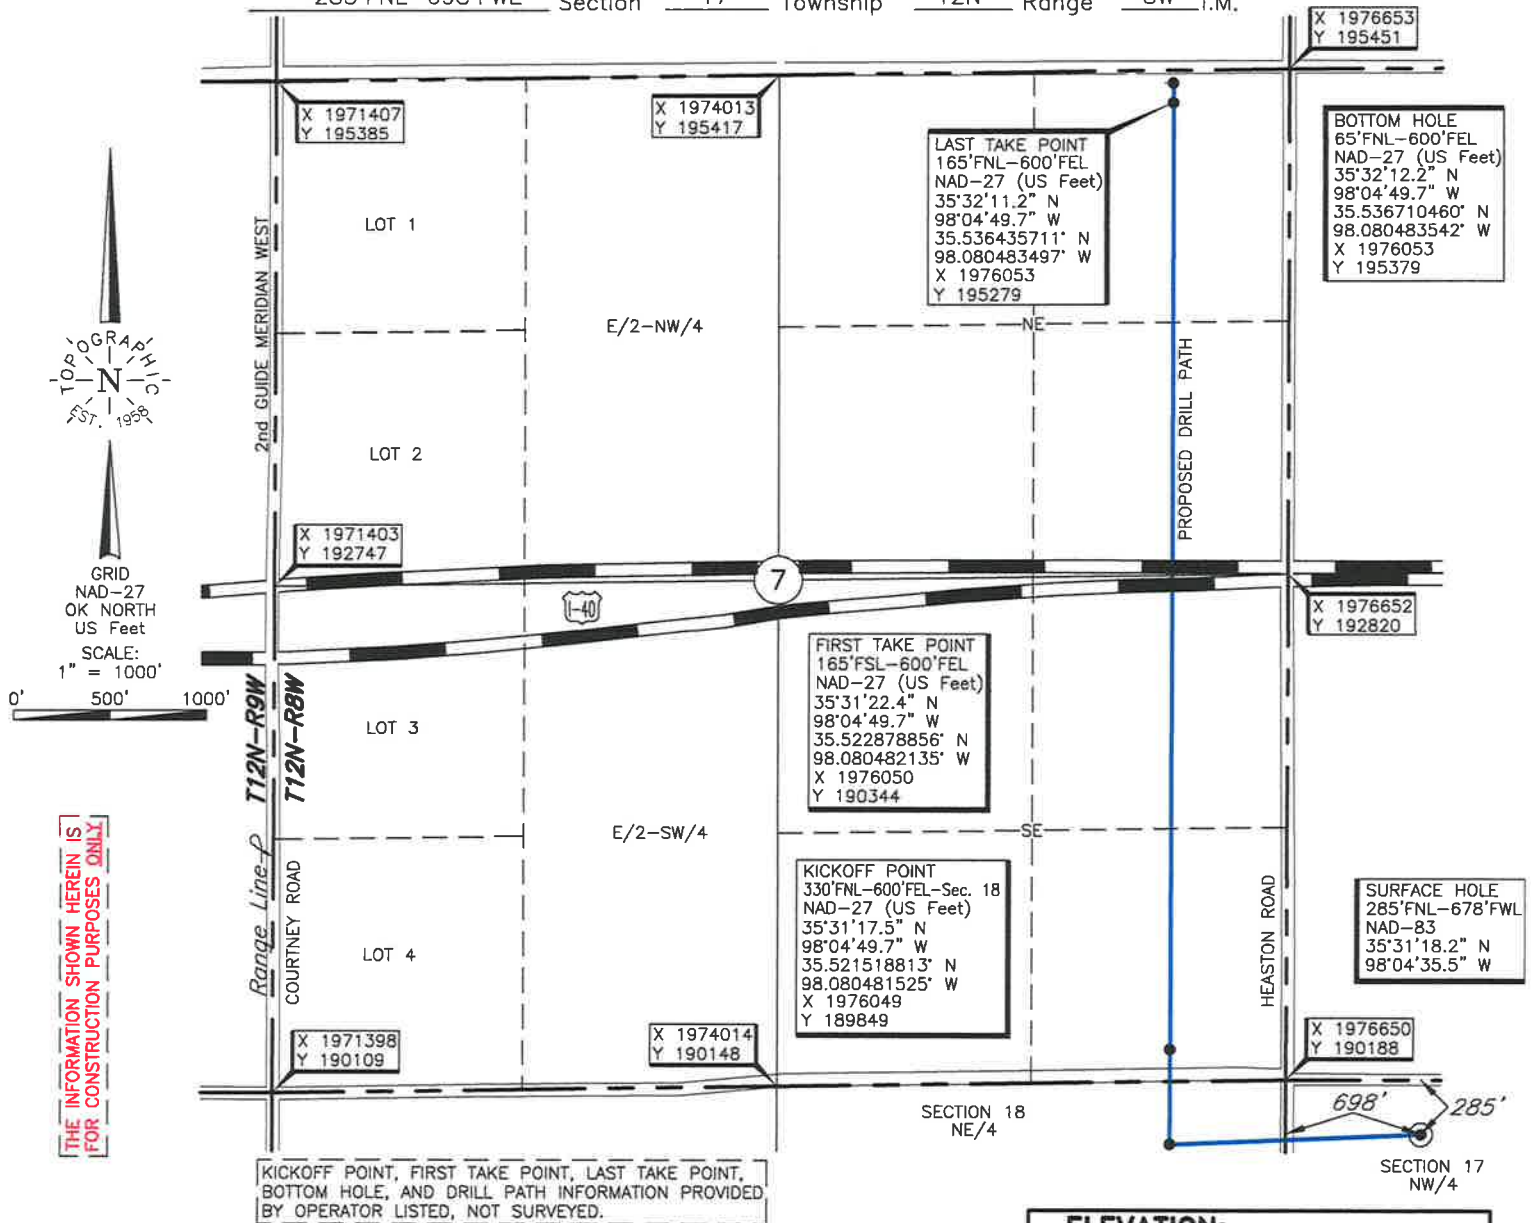 Section 17 Township 12N Range 8W I.M.
X 1976653
Y 195451
X 1971407
Y 195385
X 1974013
Y 195417
LAST TAKE POINT
165'FNL-600'FEL
NAD-27 (US Feet)
35°32'11.2" N
98°04'49.7" W
35.536435711° N
98.080483497° W
X 1976053
Y 195279
BOTTOM HOLE
65'FNL-600'FEL
NAD-27 (US Feet)
35°32'12.2" N
98°04'49.7" W
35.536710460° N
98.080483542° W
X 1976053
Y 195379
LOT 1
2nd GUIDE MERIDIAN WEST
E/2-NW/4
NE
PROPOSED DRILL PATH
TOPOGRAPHIC
N
EST. 1958
LOT 2
X 1971403
Y 192747
7
I-40
GRID
NAD-27
OK NORTH
US Feet
SCALE:
1" = 1000'
0' 500' 1000'
X 1976652
Y 192820
FIRST TAKE POINT
165'FSL-600'FEL
NAD-27 (US Feet)
35°31'22.4" N
98°04'49.7" W
35.522878856° N
98.080482135° W
X 1976050
Y 190344
T12N-R9W
T12N-R8W
LOT 3
E/2-SW/4
SE
THE INFORMATION SHOWN HEREIN IS
FOR CONSTRUCTION PURPOSES ONLY
Range Line
COURTNEY ROAD
LOT 4
KICKOFF POINT
330'FNL-600'FEL-Sec. 18
NAD-27 (US Feet)
35°31'17.5" N
98°04'49.7" W
35.521518813° N
98.080481525° W
X 1976049
Y 189849
HEASTON ROAD
SURFACE HOLE
285'FNL-678'FWL
NAD-83
35°31'18.2" N
98°04'35.5" W
X 1971398
Y 190109
X 1974014
Y 190148
X 1976650
Y 190188
698'
285'
SECTION 18
NE/4
SECTION 17
NW/4
KICKOFF POINT, FIRST TAKE POINT, LAST TAKE POINT,
BOTTOM HOLE, AND DRILL PATH INFORMATION PROVIDED
BY OPERATOR LISTED, NOT SURVEYED.
ELEVATION: